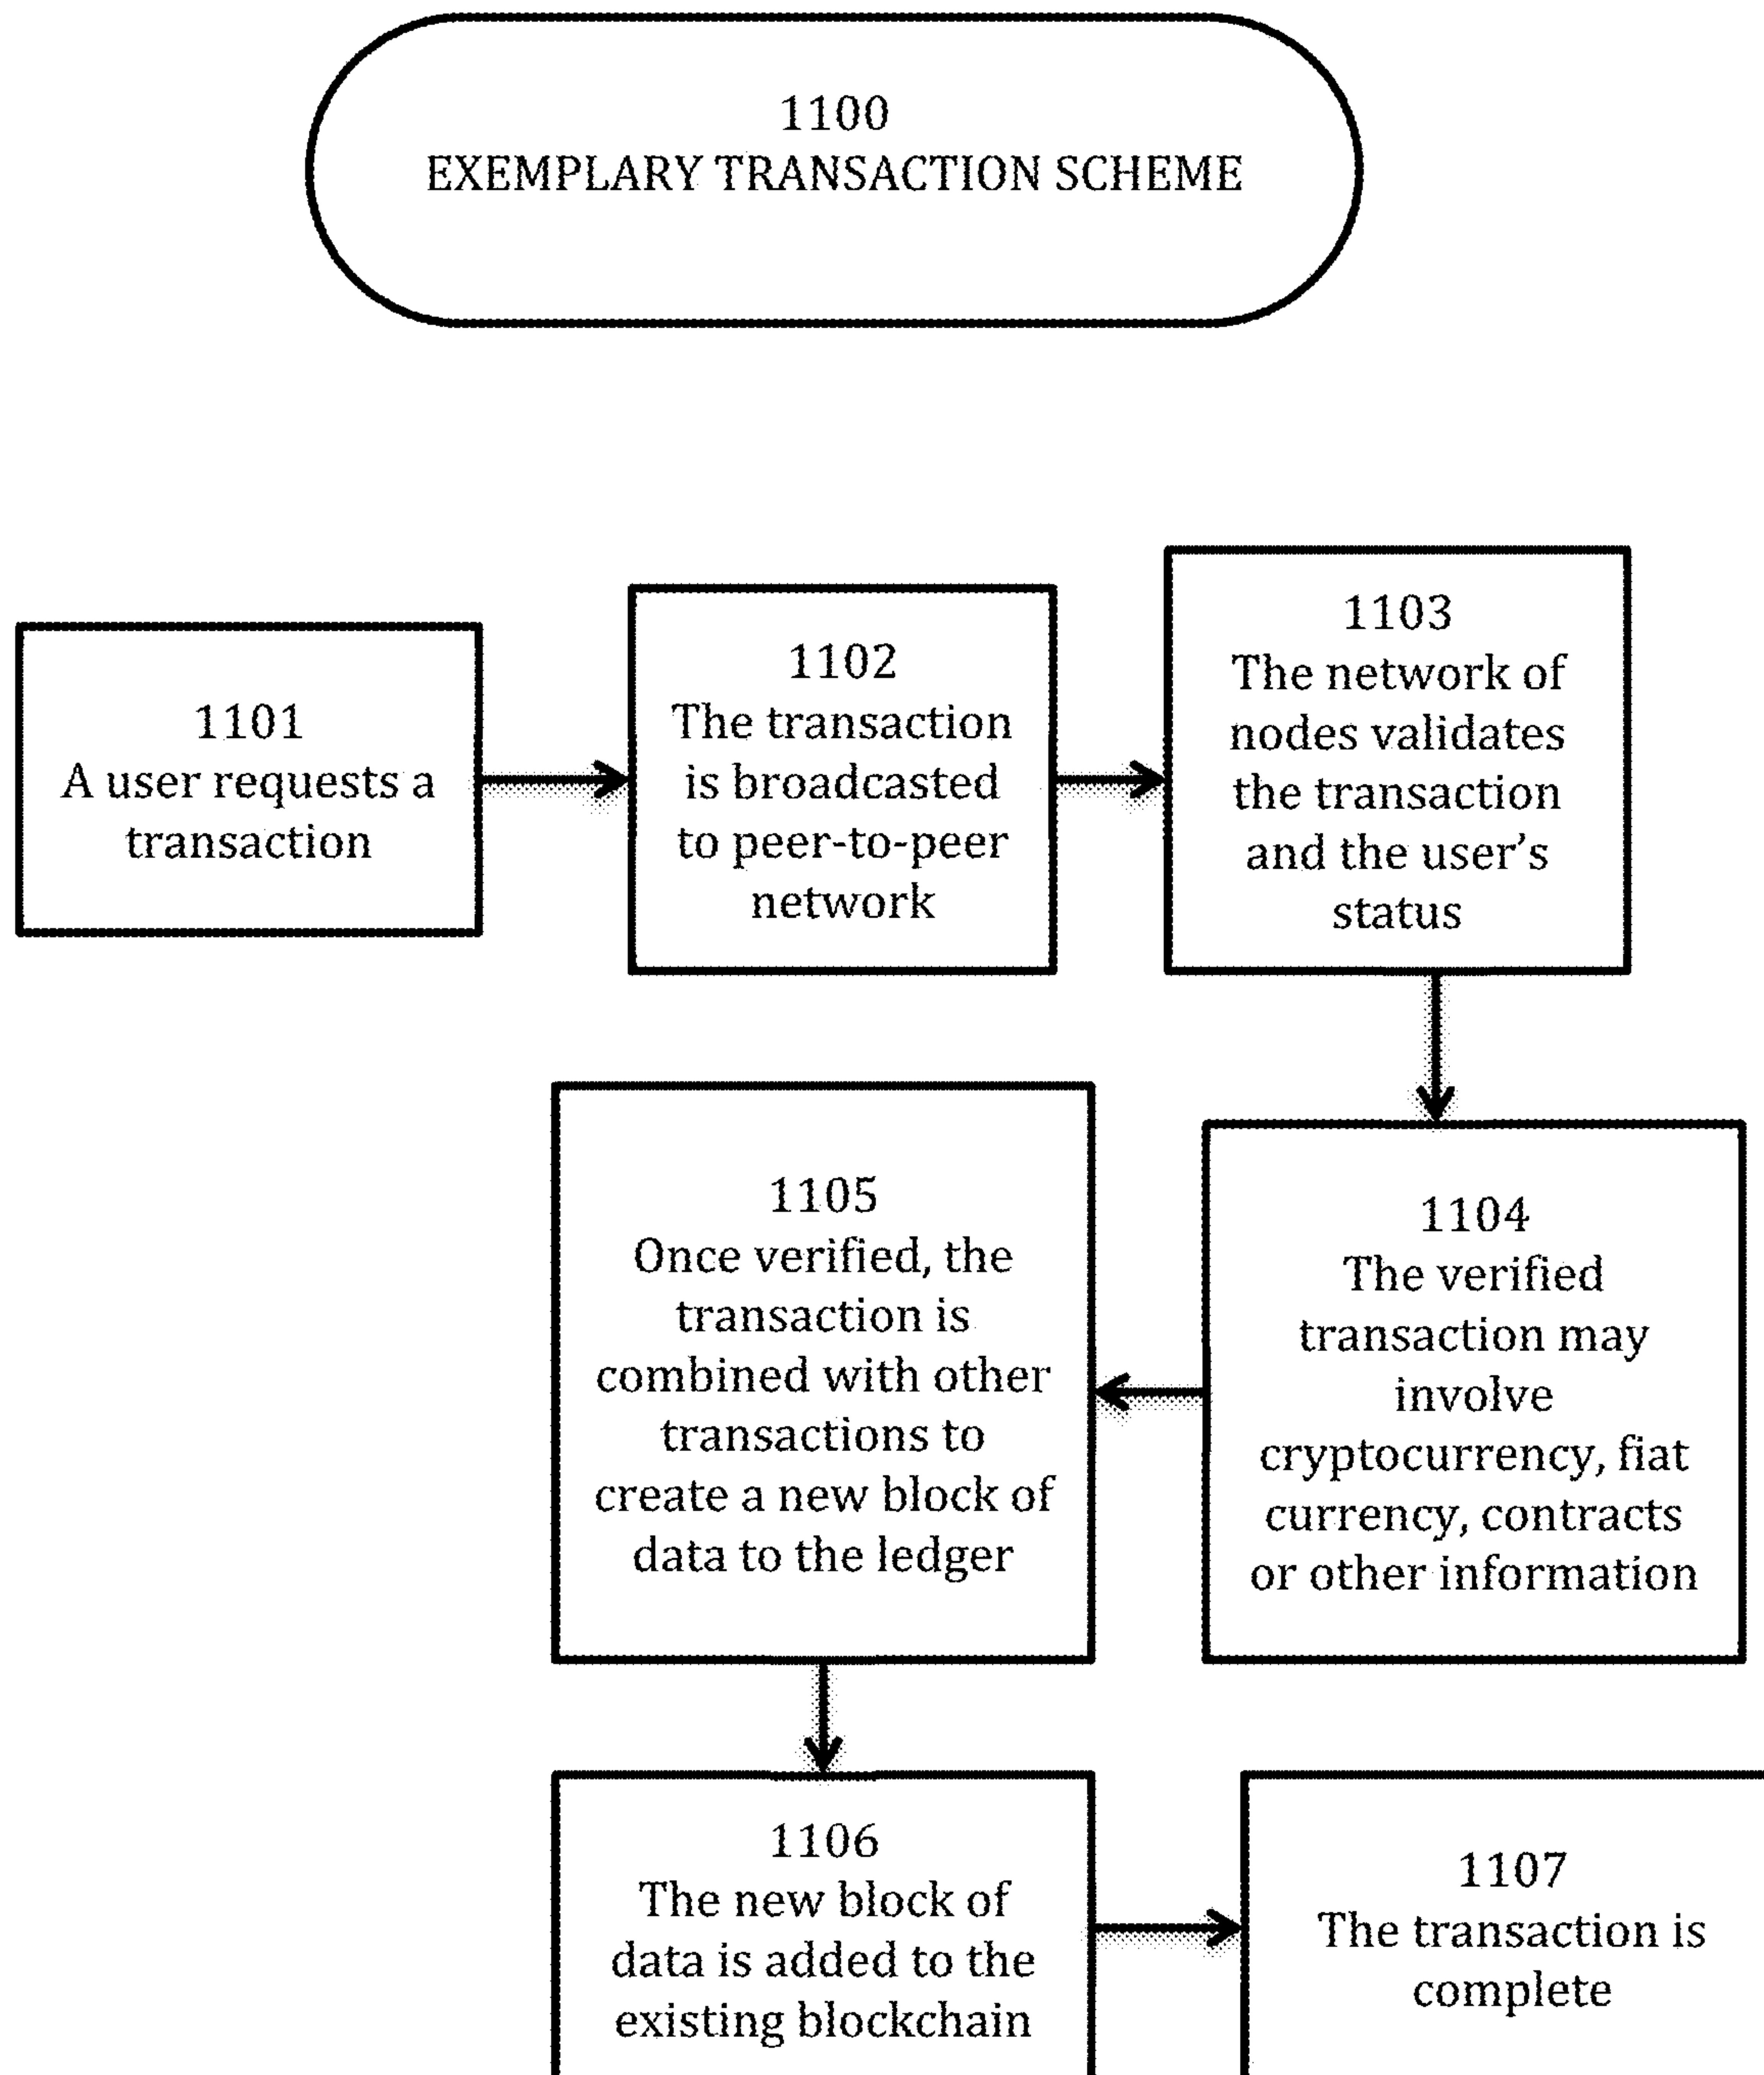 1100
EXEMPLARY TRANSACTION SCHEME
1101
A user requests a
transaction
1102
The transaction
is broadcasted
to peer-to-peer
network
1103
The network of
nodes validates
the transaction
and the user's
status
1104
The verified
transaction may
involve
cryptocurrency, fiat
currency, contracts
or other information
1105
Once verified, the
transaction is
combined with other
transactions to
create a new block of
data to the ledger
1106
The new block of
data is added to the
existing blockchain
1107
The transaction is
complete